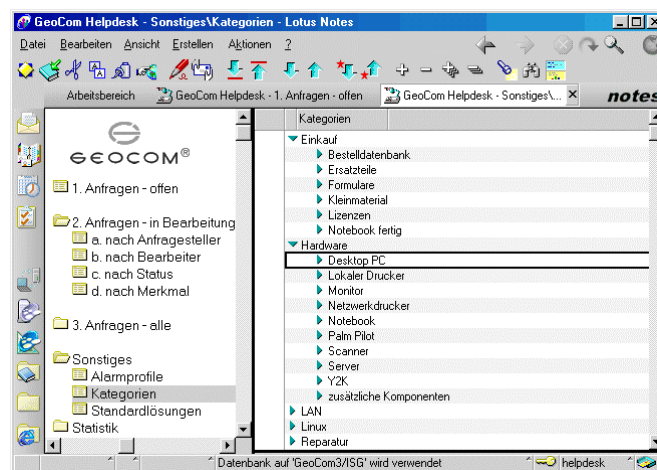 GeoCom Helpdesk - Sonstiges\Kategorien - Lotus Notes
Datei Bearbeiten Ansicht Erstellen Aktionen ?
Arbeitsbereich GeoCom Helpdesk - 1. Anfragen - offen GeoCom Helpdesk - Sonstiges\... notes
GEOCOM®
1. Anfragen - offen
2. Anfragen - in Bearbeitung
a. nach Anfragesteller
b. nach Bearbeiter
c. nach Status
d. nach Merkmal
3. Anfragen - alle
Sonstiges
Alarmprofile
Kategorien
Standardlösungen
Statistik
Kategorien
Einkauf
Bestelldatenbank
Ersatzteile
Formulare
Kleinmaterial
Lizenzen
Notebook fertig
Hardware
Desktop PC
Lokaler Drucker
Monitor
Netzwerkdrucker
Notebook
Palm Pilot
Scanner
Server
Y2K
zusätzliche Komponenten
LAN
Linux
Reparatur
Datenbank auf 'GeoCom3/ISG' wird verwendet helpdesk